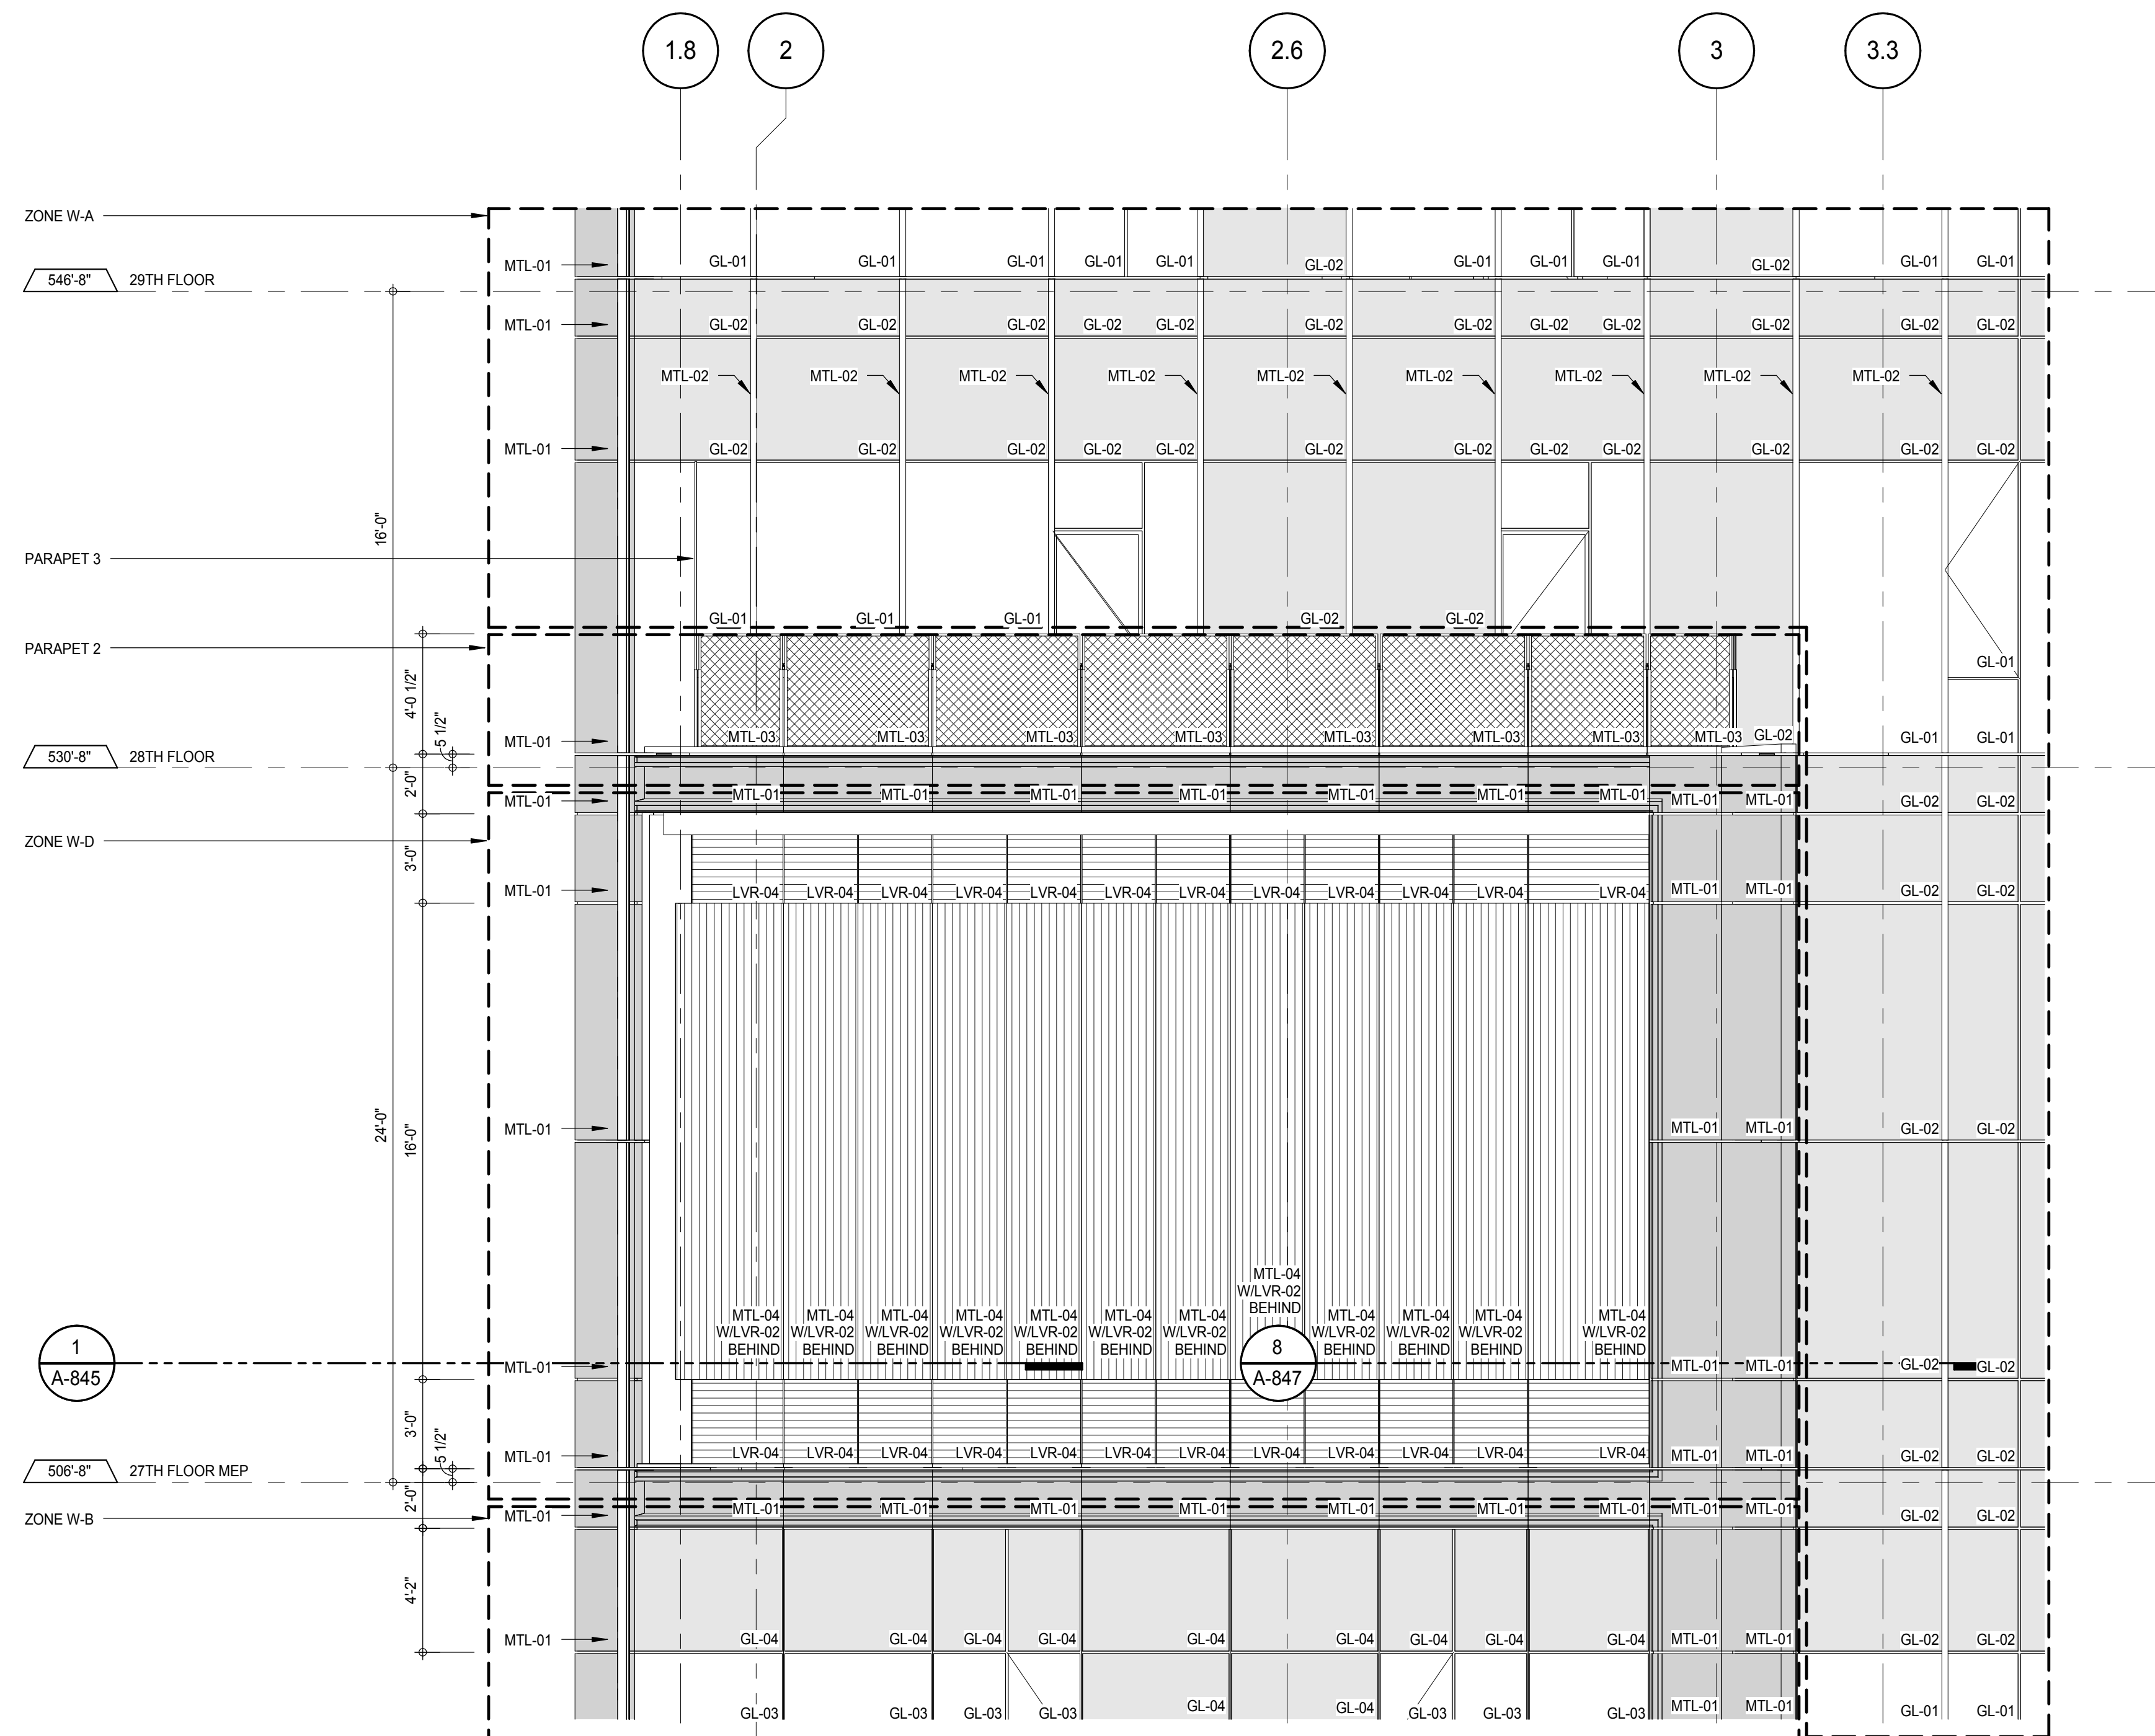 1.8 2 2.6 3 3.3
ZONE W-A
MTL-01 GL-01 GL-01 GL-01 GL-01 GL-01 GL-02 GL-01 GL-01 GL-01 GL-02 GL-01 GL-01
546'-8" 29TH FLOOR
MTL-01 GL-02 GL-02 GL-02 GL-02 GL-02 GL-02 GL-02 GL-02 GL-02 GL-02 GL-02 GL-02
MTL-02 MTL-02 MTL-02 MTL-02 MTL-02 MTL-02 MTL-02 MTL-02 MTL-02
MTL-01 GL-02 GL-02 GL-02 GL-02 GL-02 GL-02 GL-02 GL-02 GL-02 GL-02 GL-02 GL-02
16'-0"
PARAPET 3
GL-01 GL-01 GL-01 GL-02 GL-02
PARAPET 2
GL-01
4'-0 1/2"
5 1/2"
MTL-01 MTL-03 MTL-03 MTL-03 MTL-03 MTL-03 MTL-03 MTL-03 MTL-03 GL-02 GL-01 GL-01
530'-8" 28TH FLOOR
2'-0"
MTL-01 MTL-01 MTL-01 MTL-01 MTL-01 MTL-01 MTL-01 MTL-01 MTL-01 MTL-01 GL-02 GL-02
ZONE W-D
3'-0"
MTL-01 LVR-04 LVR-04 LVR-04 LVR-04 LVR-04 LVR-04 LVR-04 LVR-04 LVR-04 LVR-04 LVR-04 LVR-04 MTL-01 MTL-01 GL-02 GL-02
24'-0"
16'-0"
MTL-01 MTL-01 MTL-01 GL-02 GL-02
MTL-04
W/LVR-02
BEHIND
MTL-04 MTL-04 MTL-04 MTL-04 MTL-04 MTL-04 MTL-04 MTL-04 MTL-04 MTL-04 MTL-04
W/LVR-02 W/LVR-02 W/LVR-02 W/LVR-02 W/LVR-02 W/LVR-02 W/LVR-02 W/LVR-02 W/LVR-02 W/LVR-02 W/LVR-02
BEHIND BEHIND BEHIND BEHIND BEHIND BEHIND BEHIND BEHIND BEHIND BEHIND BEHIND
1
A-845
8
A-847
MTL-01 MTL-01 MTL-01 GL-02 GL-02
3'-0"
5 1/2"
MTL-01 LVR-04 LVR-04 LVR-04 LVR-04 LVR-04 LVR-04 LVR-04 LVR-04 LVR-04 LVR-04 LVR-04 LVR-04 MTL-01 MTL-01 GL-02 GL-02
506'-8" 27TH FLOOR MEP
2'-0"
ZONE W-B
MTL-01 MTL-01 MTL-01 MTL-01 MTL-01 MTL-01 MTL-01 MTL-01 MTL-01 MTL-01 GL-02 GL-02
4'-2"
MTL-01 GL-04 GL-04 GL-04 GL-04 GL-04 GL-04 GL-04 GL-04 GL-04 MTL-01 MTL-01 GL-02 GL-02
GL-03 GL-03 GL-03 GL-03 GL-04 GL-04 GL-03 GL-03 GL-03 MTL-01 MTL-01 GL-01 GL-01